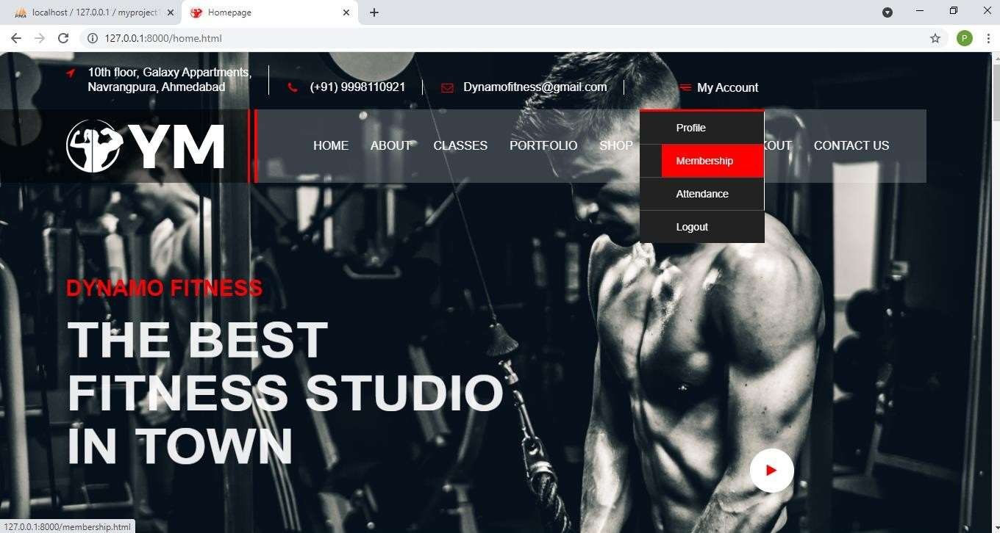 localhost / 127.0.0.1 / myproject1
Homepage
127.0.0.1:8000/home.html
P
10th floor, Galaxy Appartments,
Navrangpura, Ahmedabad
(+91) 9998110921
Dynamofitness@gmail.com
My Account
YM
HOME ABOUT CLASSES PORTFOLIO SHOP KOUT CONTACT US
Profile
Membership
Attendance
Logout
DYNAMO FITNESS
THE BEST
FITNESS STUDIO
IN TOWN
127.0.0.1:8000/membership.html